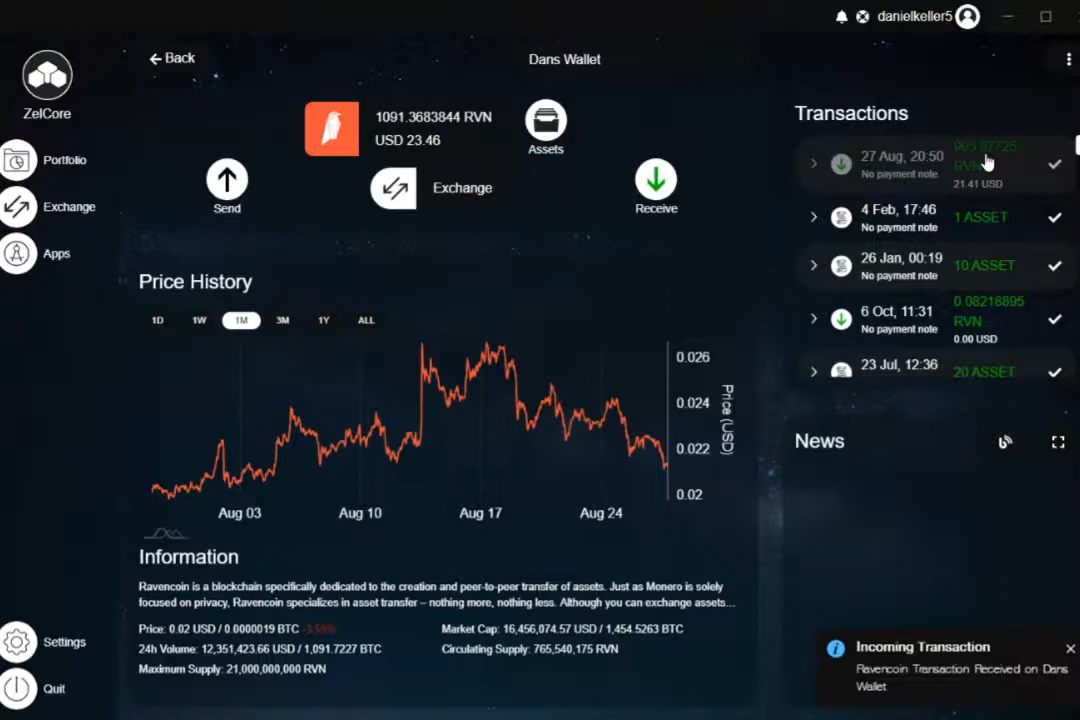 danielkeller5
ZelCore
Portfolio
Exchange
Apps
Settings
Quit
Back
Dans Wallet
1091.3683844 RVN
USD 23.46
Assets
Send
Exchange
Receive
Price History
1D 1W 1M 3M 1Y ALL
0.026
0.024
0.022
0.02
Price (USD)
Aug 03 Aug 10 Aug 17 Aug 24
Information
Ravencoin is a blockchain specifically dedicated to the creation and peer-to-peer transfer of assets. Just as Monero is solely
focused on privacy, Ravencoin specializes in asset transfer – nothing more, nothing less. Although you can exchange assets...
Price: 0.02 USD / 0.0000019 BTC
Market Cap: 16,456,074.57 USD / 1,454.5263 BTC
24h Volume: 12,351,423.66 USD / 1,091.7227 BTC
Circulating Supply: 765,540,175 RVN
Maximum Supply: 21,000,000,000 RVN
Transactions
27 Aug, 20:50
No payment note
RVN
21.41 USD
4 Feb, 17:46
No payment note
1 ASSET
26 Jan, 00:19
No payment note
10 ASSET
6 Oct, 11:31
No payment note
0.08218895
RVN
0.00 USD
23 Jul, 12:36
20 ASSET
News
Incoming Transaction
Ravencoin Transaction Received on Dans
Wallet